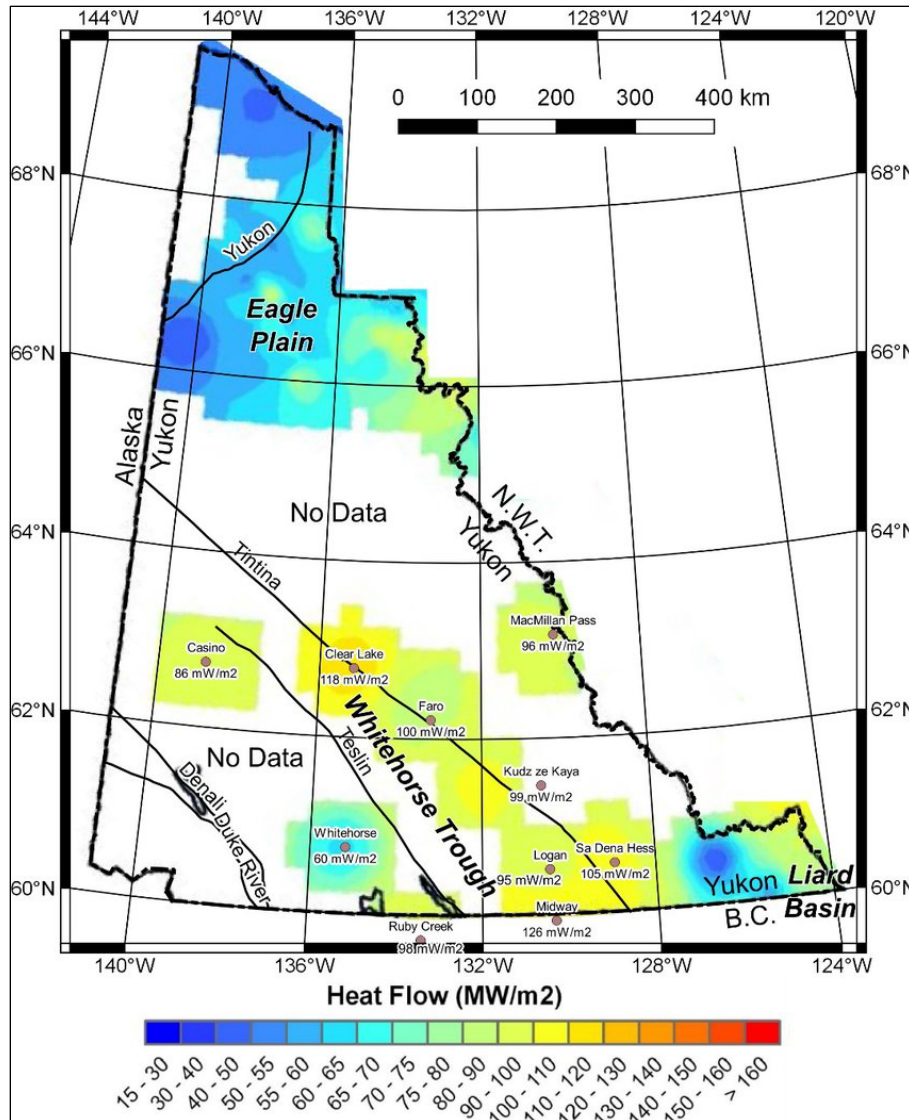 144°W 140°W 136°W 132°W 128°W 124°W 120°W
0 100 200 300 400 km
68°N 68°N
Yukon
Eagle
Plain
66°N 66°N
Alaska
Yukon
N.W.T.
Yukon
No Data
64°N 64°N
Tintina
MacMillan Pass
96 mW/m2
Casino
86 mW/m2
Clear Lake
118 mW/m2
Faro
100 mW/m2
62°N 62°N
No Data
Whitehorse Trough
Teslin
Denali
Duke River
Kudz ze Kaya
99 mW/m2
Whitehorse
60 mW/m2
Sa Dena Hess
105 mW/m2
Logan
95 mW/m2
60°N 60°N
Yukon
B.C.
Liard
Basin
Midway
126 mW/m2
Ruby Creek
98 mW/m2
140°W 136°W 132°W 128°W 124°W
Heat Flow (MW/m2)
15 - 30
30 - 40
40 - 50
50 - 55
55 - 60
60 - 65
65 - 70
70 - 75
75 - 80
80 - 90
90 - 100
100 - 110
110 - 120
120 - 130
130 - 140
140 - 150
150 - 160
> 160